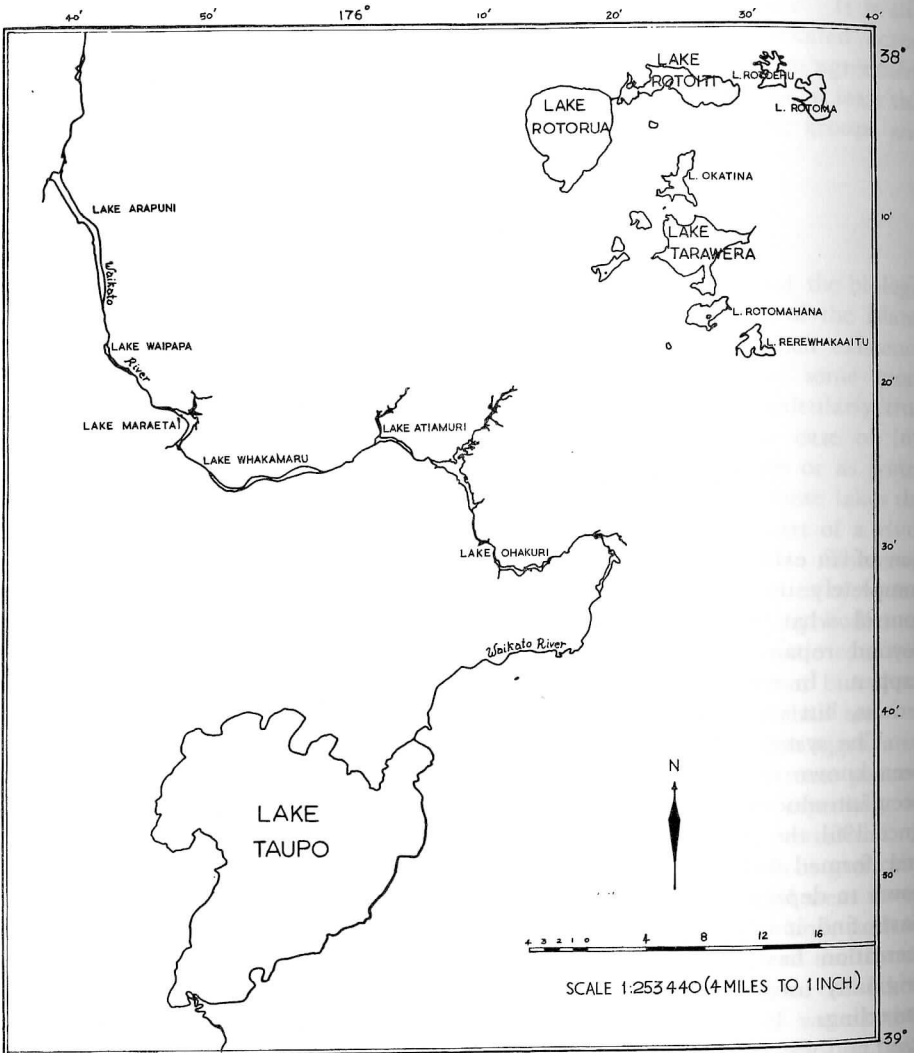 40'
50'
176°
10'
20'
30'
40'
38°
LAKE
ROTOITI
L. ROTOEHU
L. ROTOMA
LAKE
ROTORUA
L. OKATINA
LAKE ARAPUNI
10'
LAKE
TARAWERA
Waikato
River
L. ROTOMAHANA
L. REREWHAKAAITU
LAKE WAIPAPA
20'
LAKE MARAETAI
LAKE ATIAMURI
LAKE WHAKAMARU
30'
LAKE OHAKURI
Waikato River
40'
N
LAKE
TAUPO
50'
4 3 2 1 0 4 8 12 16
SCALE 1:253440 (4 MILES TO 1 INCH)
39°